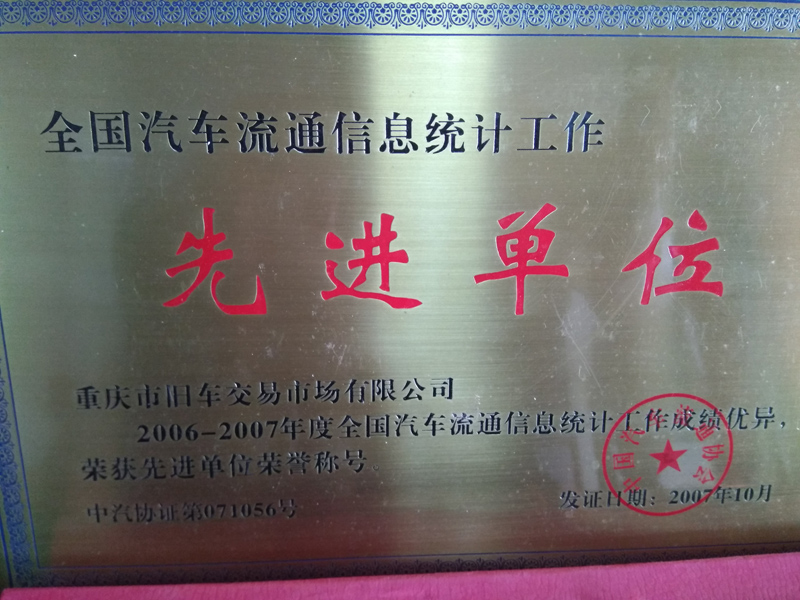 全国汽车流通信息统计工作
先进单位
重庆市旧车交易市场有限公司
2006-2007年度全国汽车流通信息统计工作成绩优异，
荣获先进单位荣誉称号。
中汽协证第071056号
发证日期：2007年10月